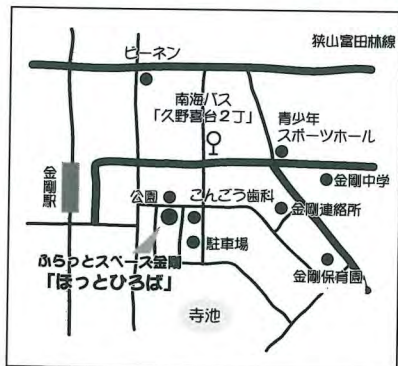 ピーネン
狭山富田林線
南海バス
「久野喜台2丁」
青少年
スポーツホール
金剛駅
公園
こんごう歯科
金剛中学
金剛連絡所
駐車場
ふらっとスペース金剛
「ほっとひろば」
金剛保育園
寺池